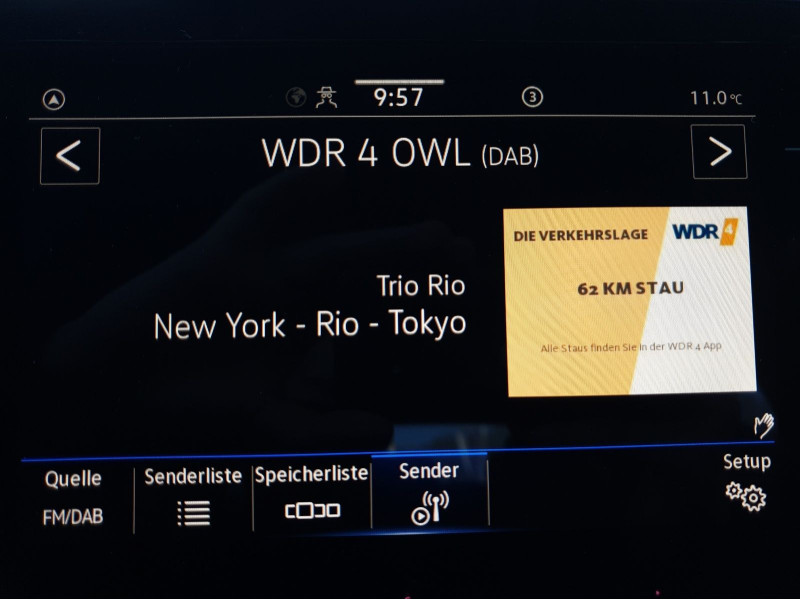 9:57
3
11.0°C
<
WDR 4 OWL (DAB)
>
Trio Rio
New York - Rio - Tokyo
DIE VERKEHRSLAGE
WDR 4
62 KM STAU
Alle Staus finden Sie in der WDR 4 App
Quelle
FM/DAB
Senderliste
Speicherliste
Sender
Setup